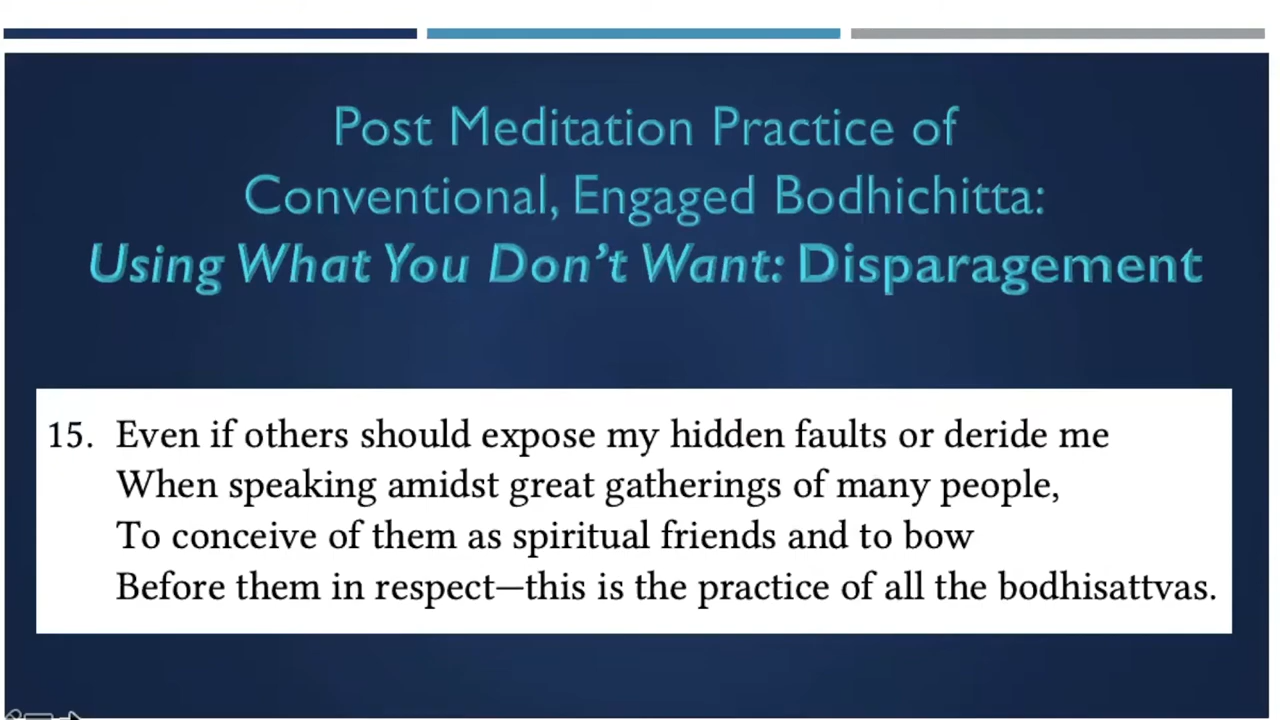 Post Meditation Practice of
Conventional, Engaged Bodhichitta:
Using What You Don’t Want: Disparagement
15. Even if others should expose my hidden faults or deride me
When speaking amidst great gatherings of many people,
To conceive of them as spiritual friends and to bow
Before them in respect—this is the practice of all the bodhisattvas.